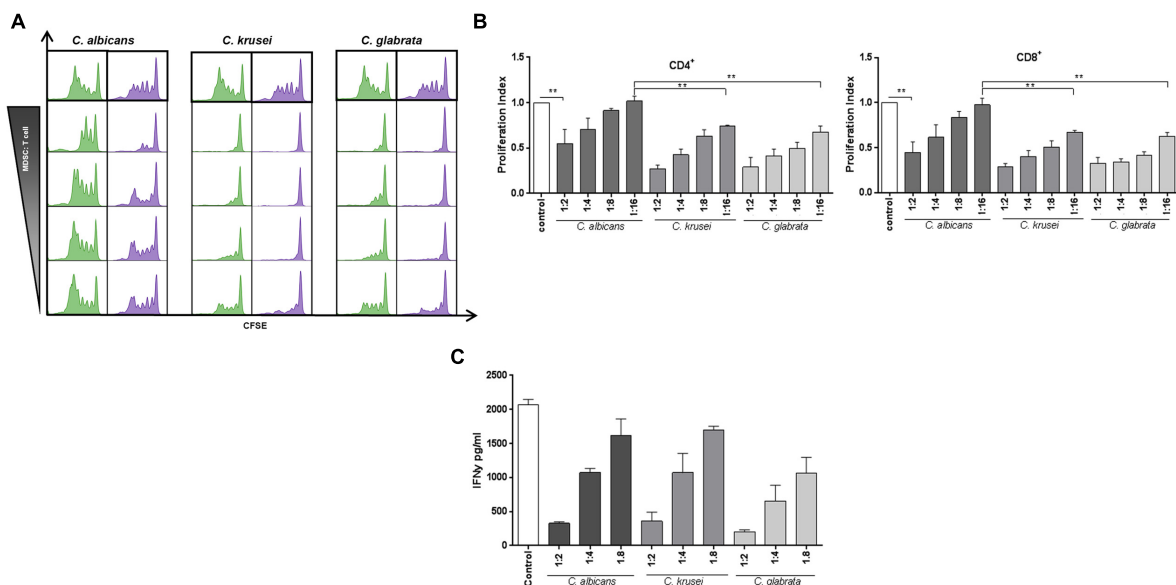 A
C. albicans
C. krusei
C. glabrata
MDSC: T cell
CFSE
B
CD4+
Proliferation Index
1.5
1.0
0.5
0.0
control
1:2
1:4
1:8
1:16
1:2
1:4
1:8
1:16
1:2
1:4
1:8
1:16
C. albicans
C. krusei
C. glabrata
**
**
**
CD8+
Proliferation Index
1.5
1.0
0.5
0.0
control
1:2
1:4
1:8
1:16
1:2
1:4
1:8
1:16
1:2
1:4
1:8
1:16
C. albicans
C. krusei
C. glabrata
**
**
**
C
IFNγ pg/ml
2500
2000
1500
1000
500
0
Control
1:2
1:4
1.8
1:2
1:4
1.8
1:2
1:4
1.8
C. albicans
C. krusei
C. glabrata